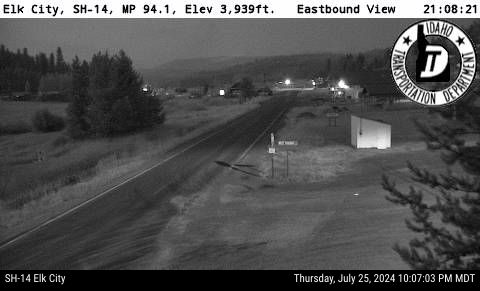 Elk City, SH-14, MP 94.1, Elev 3,939ft. Eastbound View 21:08:21
IDAHO
TRANSPORTATION DEPARTMENT
SH-14 Elk City Thursday, July 25, 2024 10:07:03 PM MDT